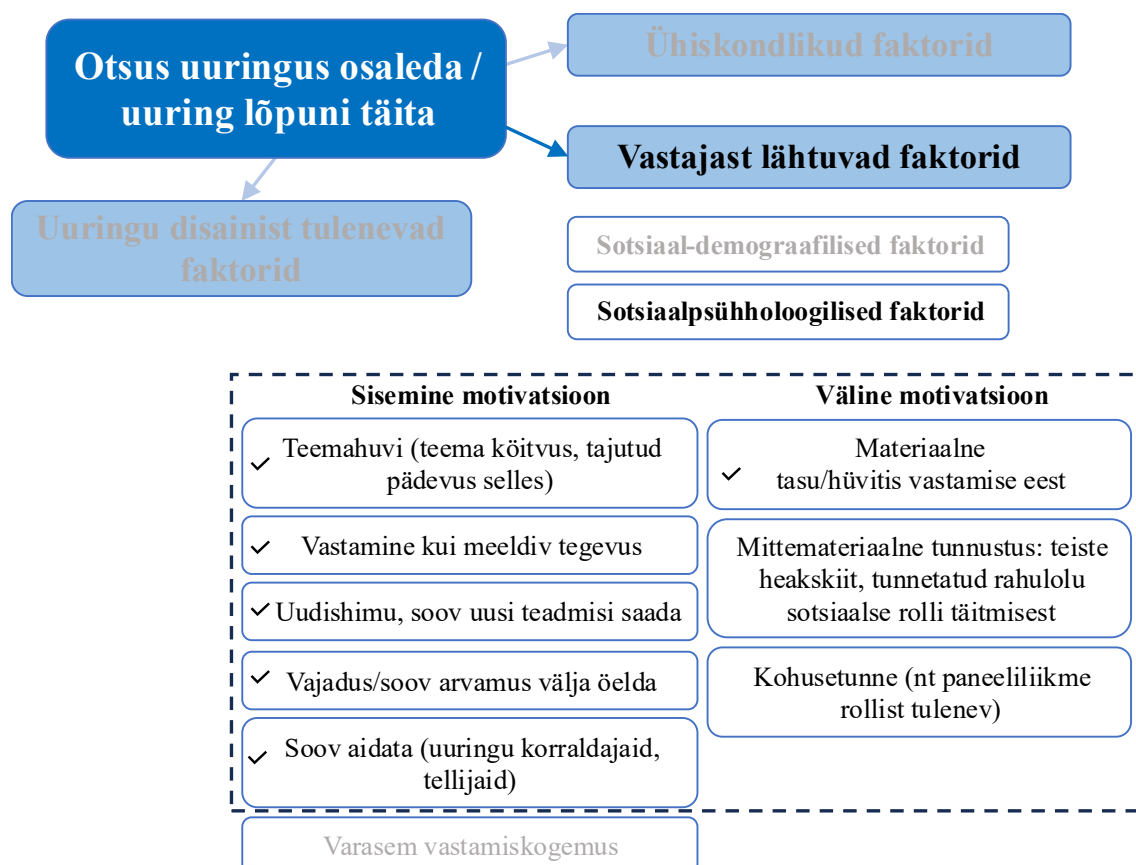 Otsus uuringus osaleda /
uuring lõpuni täita
Ühiskondlikud faktorid
Vastajast lähtuvad faktorid
Uuringu disainist tulenevad
faktorid
Sotsiaal-demograafilised faktorid
Sotsiaalpsühholoogilised faktorid
Sisemine motivatsioon
Teemahuvi (teema köitvus, tajutud
pädevus selles)
Vastamine kui meeldiv tegevus
Uudishimu, soov uusi teadmisi saada
Vajadus/soov arvamus välja öelda
Soov aidata (uuringu korraldajaid,
tellijaid)
Varasem vastamiskogemus
Väline motivatsioon
Materiaalne
tasu/hüvitis vastamise eest
Mittemateriaalne tunnustus: teiste
heakskiit, tunnetatud rahulolu
sotsiaalse rolli täitmisest
Kohusetunne (nt paneeliliikme
rollist tulenev)